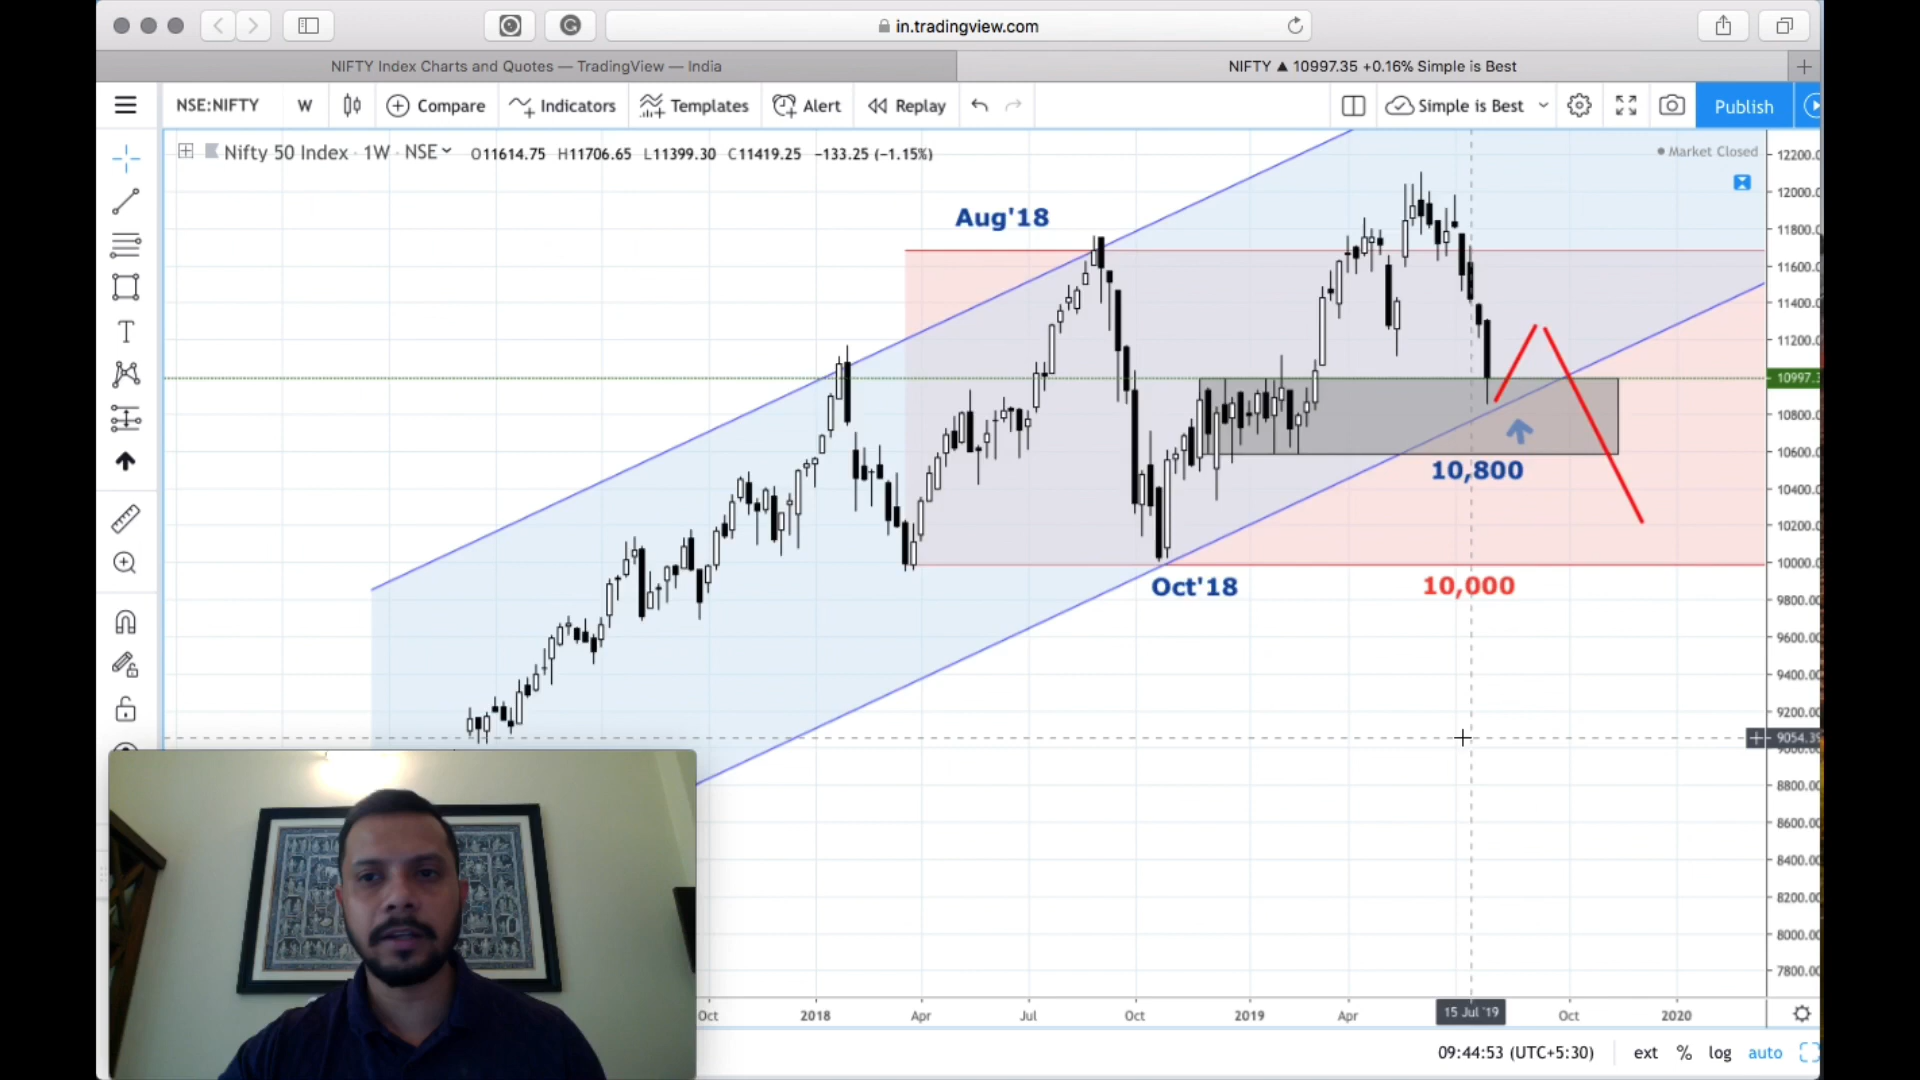 in.tradingview.com
NIFTY Index Charts and Quotes — TradingView — India
NIFTY ▲ 10997.35 +0.16% Simple is Best
NSE:NIFTY W Compare Indicators Templates Alert Replay Simple is Best Publish
Nifty 50 Index · 1W · NSE O11614.75 H11706.65 L11399.30 C11419.25 −133.25 (−1.15%)
Market Closed
12200.0
12000.0
Aug'18
11800.0
11600.0
11400.0
11200.0
10997.3
10800.0
10600.0
10,800
10400.0
10200.0
10000.0
Oct'18
10,000
9800.00
9600.00
9400.00
9200.00
9054.39
9000.00
8800.00
8600.00
8400.00
8200.00
8000.00
7800.00
Oct 2018 Apr Jul Oct 2019 Apr 15 Jul '19 Oct 2020
09:44:53 (UTC+5:30) ext % log auto